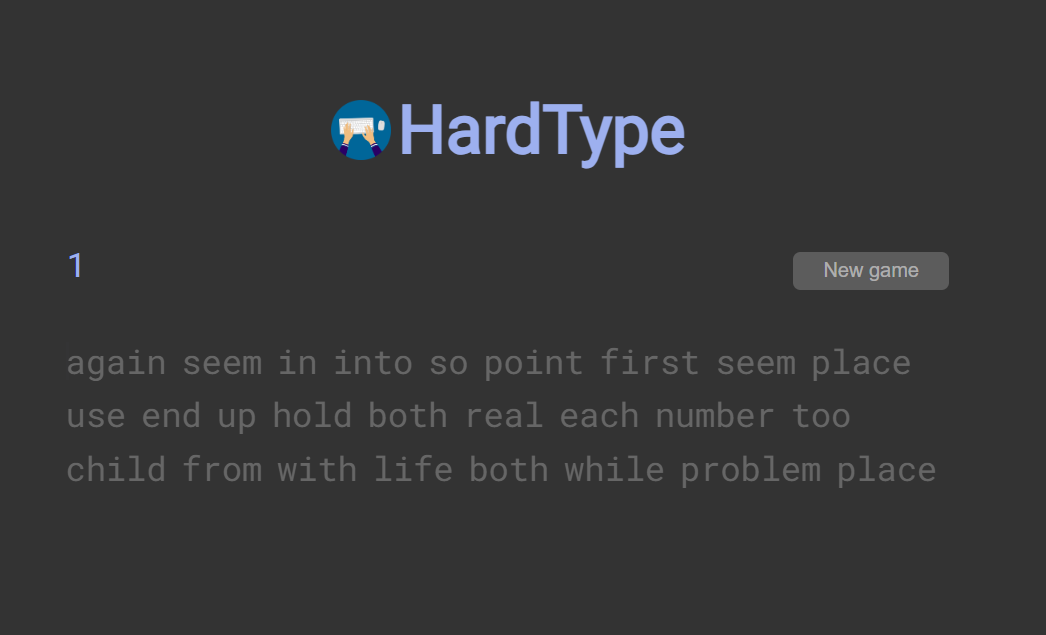 HardType
1
New game
again seem in into so point first seem place
use end up hold both real each number too
child from with life both while problem place